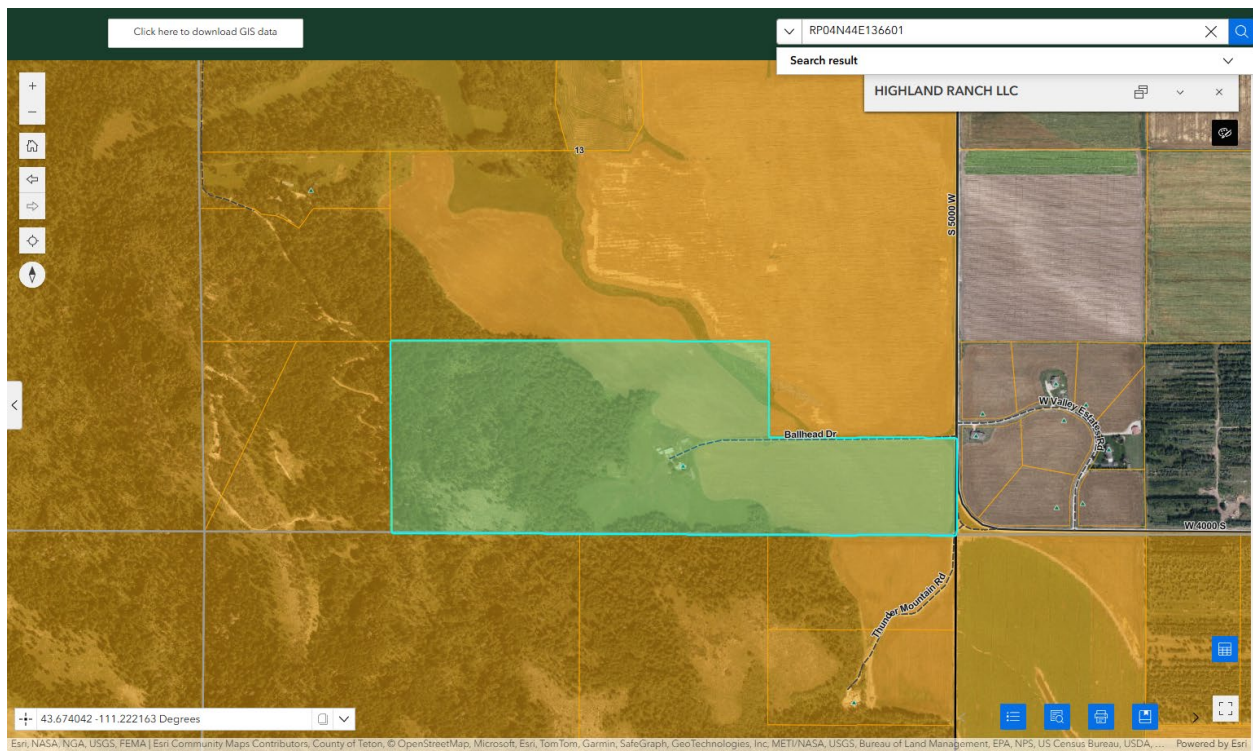 Click here to download GIS data
RP04N44E136601
Search result
HIGHLAND RANCH LLC
13
S 5000 W
W Valley Estates Rd
Ballhead Dr
W 4000 S
Thunder Mountain Rd
43.674042 -111.222163 Degrees
Esri, NASA, NGA, USGS, FEMA | Esri Community Maps Contributors, County of Teton, © OpenStreetMap, Microsoft, Esri, TomTom, Garmin, SafeGraph, GeoTechnologies, Inc, METI/NASA, USGS, Bureau of Land Management, EPA, NPS, US Census Bureau, USDA, ... Powered by Esri